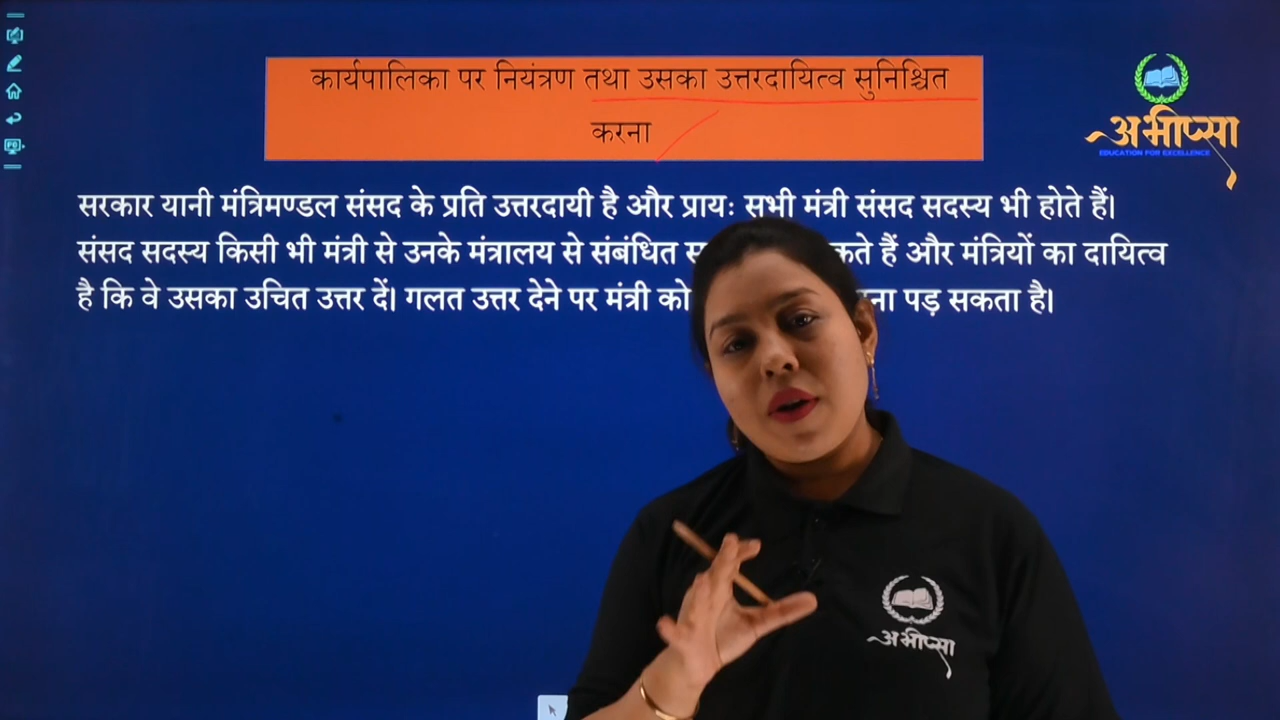 कार्यपालिका पर नियंत्रण तथा उसका उत्तरदायित्व सुनिश्चित
करना
अभीप्सा
EDUCATION FOR EXCELLENCE
सरकार यानी मंत्रिमण्डल संसद के प्रति उत्तरदायी है और प्रायः सभी मंत्री संसद सदस्य भी होते हैं।
संसद सदस्य किसी भी मंत्री से उनके मंत्रालय से संबंधित हैं और मंत्रियों का दायित्व
है कि वे उसका उचित उत्तर दें। गलत उत्तर देने पर मंत्री को पड़ सकता है।
अभीप्सा